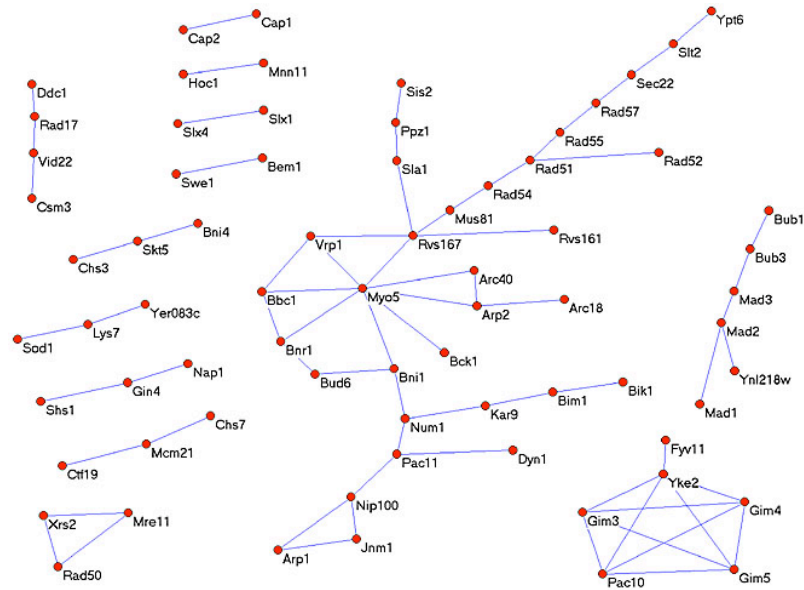 Ypt6
Cap1
Cap2
Slt2
Mnn11
Hoc1
Sec22
Ddc1
Sis2
Rad57
Rad17
Slx1
Slx4
Ppz1
Rad55
Vid22
Bem1
Swe1
Sla1
Rad51
Rad52
Csm3
Rad54
Mus81
Bub1
Bni4
Skt5
Chs3
Vrp1
Rvs167
Rvs161
Bub3
Arc40
Bbc1
Myo5
Mad3
Yer083c
Arp2
Arc18
Lys7
Sod1
Mad2
Bnr1
Bck1
Nap1
Bud6
Bni1
Ynl218w
Gin4
Shs1
Bik1
Bim1
Kar9
Mad1
Chs7
Num1
Mcm21
Fyv11
Ctf19
Pac11
Dyn1
Yke2
Nip100
Xrs2
Mre11
Gim3
Gim4
Jnm1
Arp1
Rad50
Pac10
Gim5